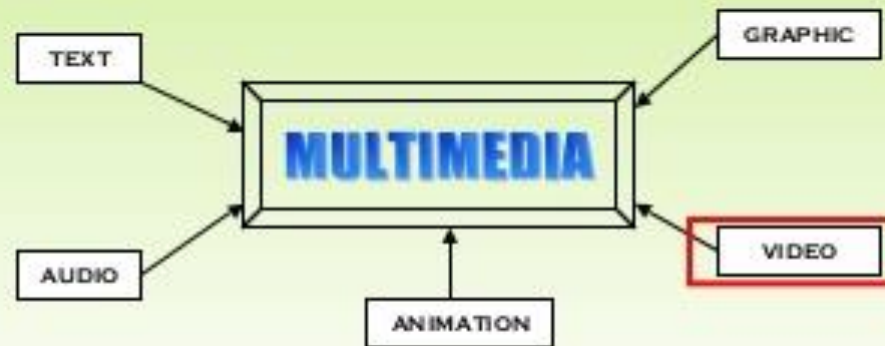 GRAPHIC
TEXT
MULTIMEDIA
VIDEO
AUDIO
ANIMATION